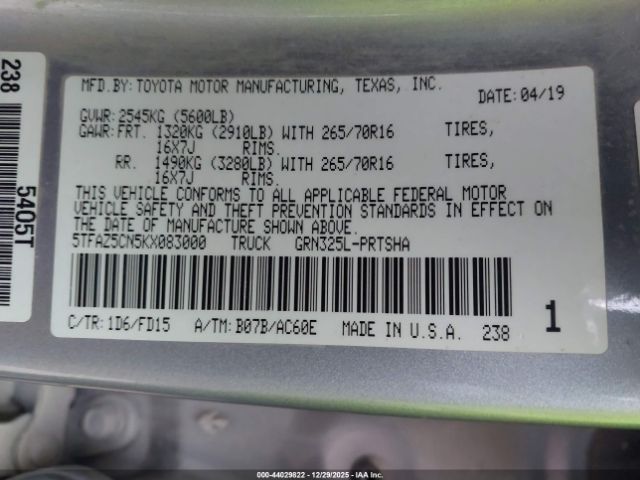 MFD.BY: TOYOTA MOTOR MANUFACTURING, TEXAS, INC.
DATE: 04/19
GVWR: 2545KG (5600LB)
GAWR: FRT. 1320KG (2910LB) WITH 265/70R16 TIRES,
16X7J RIMS.
RR. 1490KG (3280LB) WITH 265/70R16 TIRES,
16X7J RIMS.
THIS VEHICLE CONFORMS TO ALL APPLICABLE FEDERAL MOTOR
VEHICLE SAFETY AND THEFT PREVENTION STANDARDS IN EFFECT ON
THE DATE OF MANUFACTURE SHOWN ABOVE.
5TFAZ5CN5KX083000 TRUCK GRN325L-PRTSHA
C/TR: 1D6/FD15 A/TM: B07B/AC60E MADE IN U.S.A. 238
1
238
5405T
000-44029822 - 12/29/2025 - IAAI.CA